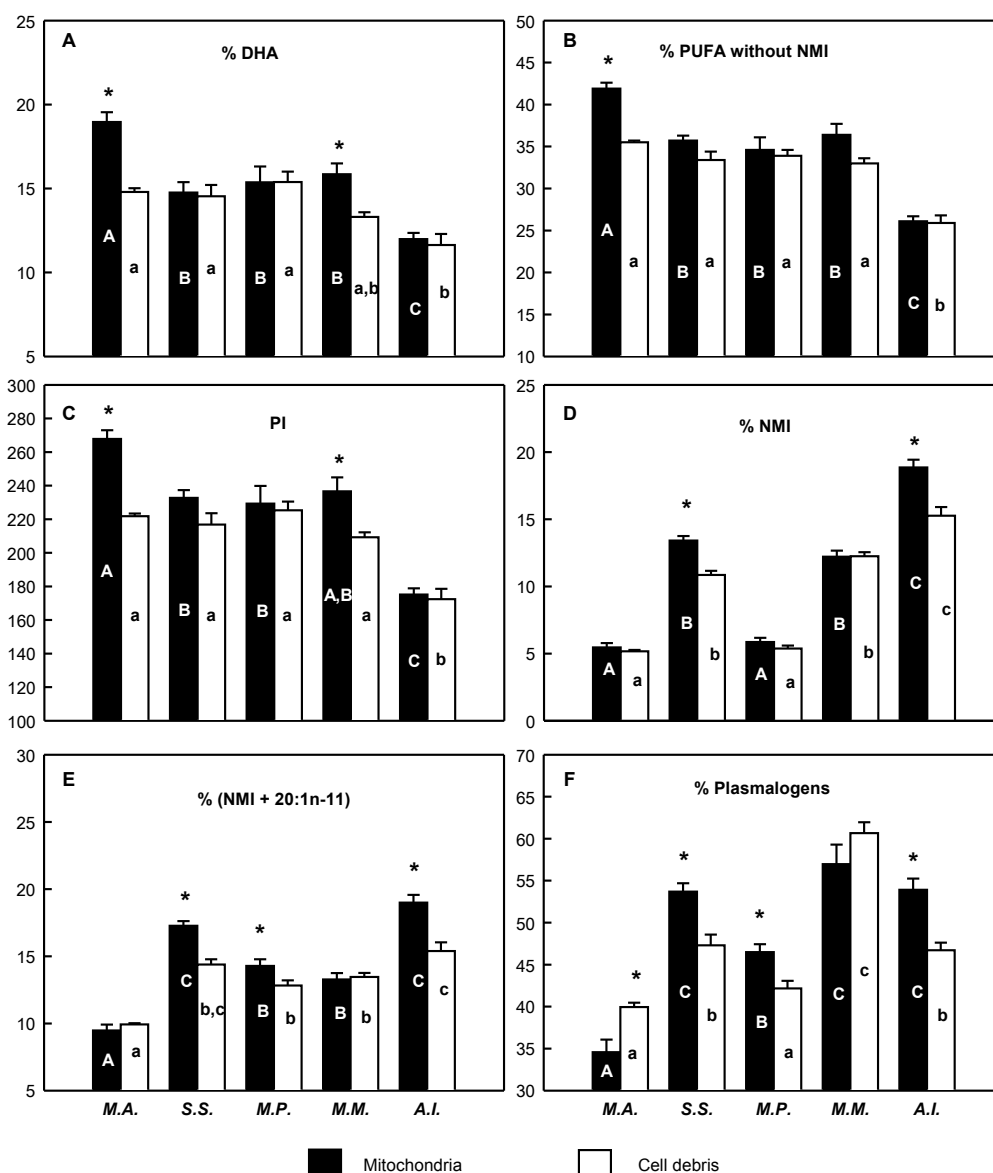 A
% DHA
25
20
15
10
5
*
*
A
a
B
a
B
a
B
a,b
C
b
B
% PUFA without NMI
50
45
40
35
30
25
20
15
10
*
A
a
B
a
B
a
B
a
C
b
C
PI
300
280
260
240
220
200
180
160
140
120
100
*
*
A
a
B
a
B
a
A,B
a
C
b
D
% NMI
25
20
15
10
5
0
*
*
A
a
B
b
A
a
B
b
C
c
E
% (NMI + 20:1n-11)
30
25
20
15
10
5
*
*
*
A
a
C
b,c
B
b
B
b
C
c
M.A. S.S. M.P. M.M. A.I.
F
% Plasmalogens
70
65
60
55
50
45
40
35
30
*
*
*
*
A
a
C
b
B
a
C
c
C
b
M.A. S.S. M.P. M.M. A.I.
Mitochondria Cell debris